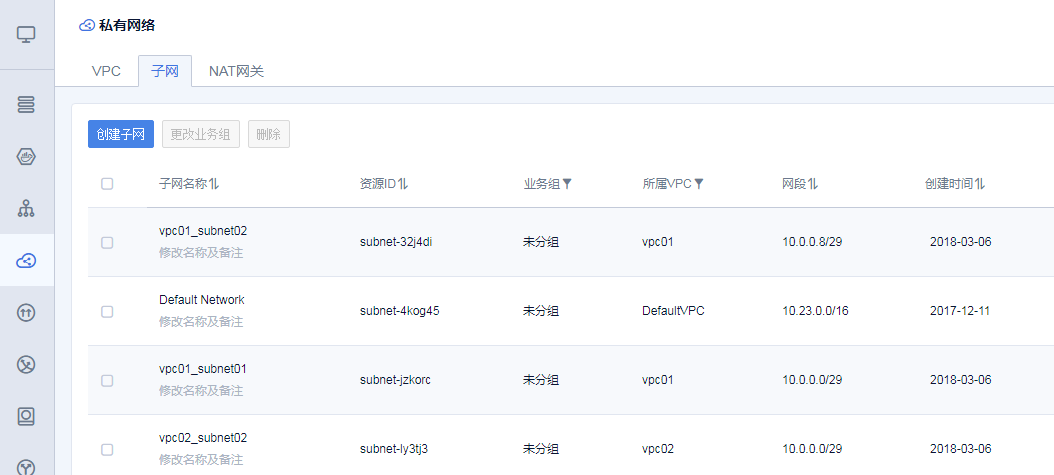 私有网络
VPC 子网 NAT网关
创建子网 更改业务组 删除
子网名称 资源ID 业务组 所属VPC 网段 创建时间
vpc01_subnet02
修改名称及备注
subnet-32j4di 未分组 vpc01 10.0.0.8/29 2018-03-06
Default Network
修改名称及备注
subnet-4kog45 未分组 DefaultVPC 10.23.0.0/16 2017-12-11
vpc01_subnet01
修改名称及备注
subnet-jzkorc 未分组 vpc01 10.0.0.0/29 2018-03-06
vpc02_subnet02
修改名称及备注
subnet-ly3tj3 未分组 vpc02 10.0.0.0/29 2018-03-06